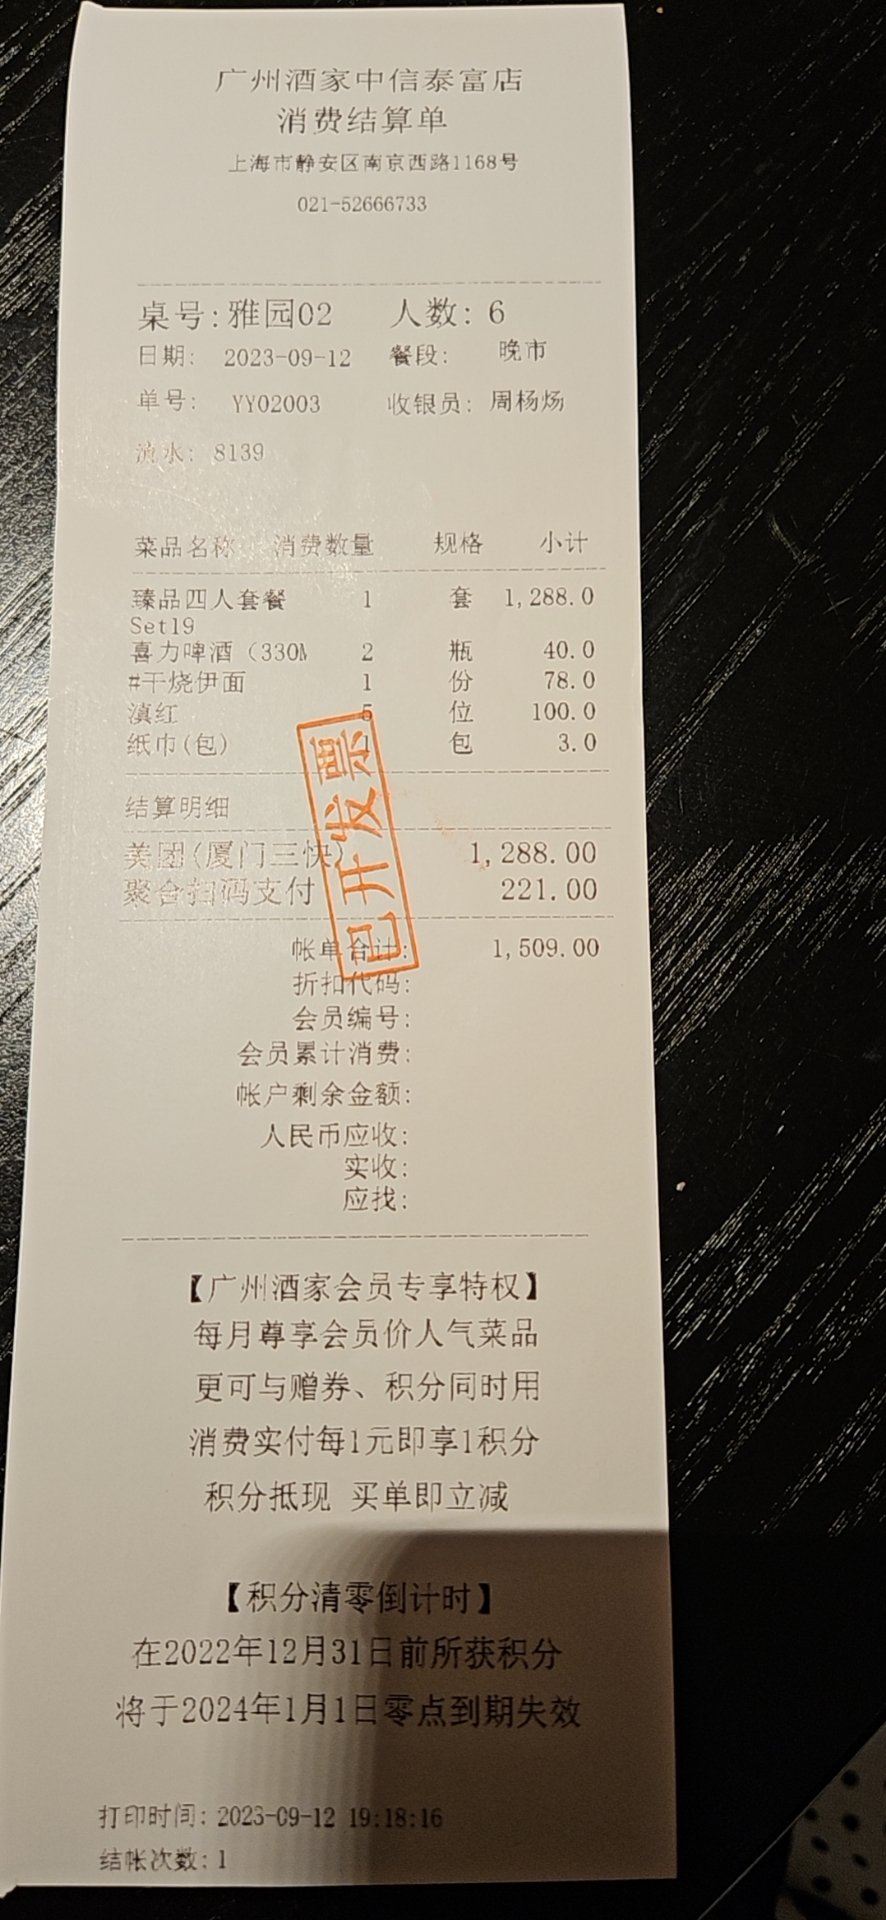 广州酒家中信泰富店
消费结算单
上海市静安区南京西路1168号
021-52666733
桌号:雅园02 人数: 6
日期: 2023-09-12 餐段: 晚市
单号: YY02003 收银员: 周杨炀
流水: 8139
菜品名称 消费数量 规格 小计
臻品四人套餐 1 套 1,288.0
Set19
喜力啤酒（330M 2 瓶 40.0
#干烧伊面 1 份 78.0
滇红 5 位 100.0
纸巾(包) 1 包 3.0
已开发票
结算明细
美团(厦门三快) 1,288.00
聚合扫码支付 221.00
帐单合计: 1,509.00
折扣代码:
会员编号:
会员累计消费:
帐户剩余金额:
人民币应收:
实收:
应找:
【广州酒家会员专享特权】
每月尊享会员价人气菜品
更可与赠券、积分同时用
消费实付每1元即享1积分
积分抵现 买单即立减
【积分清零倒计时】
在2022年12月31日前所获积分
将于2024年1月1日零点到期失效
打印时间: 2023-09-12 19:18:16
结帐次数: 1